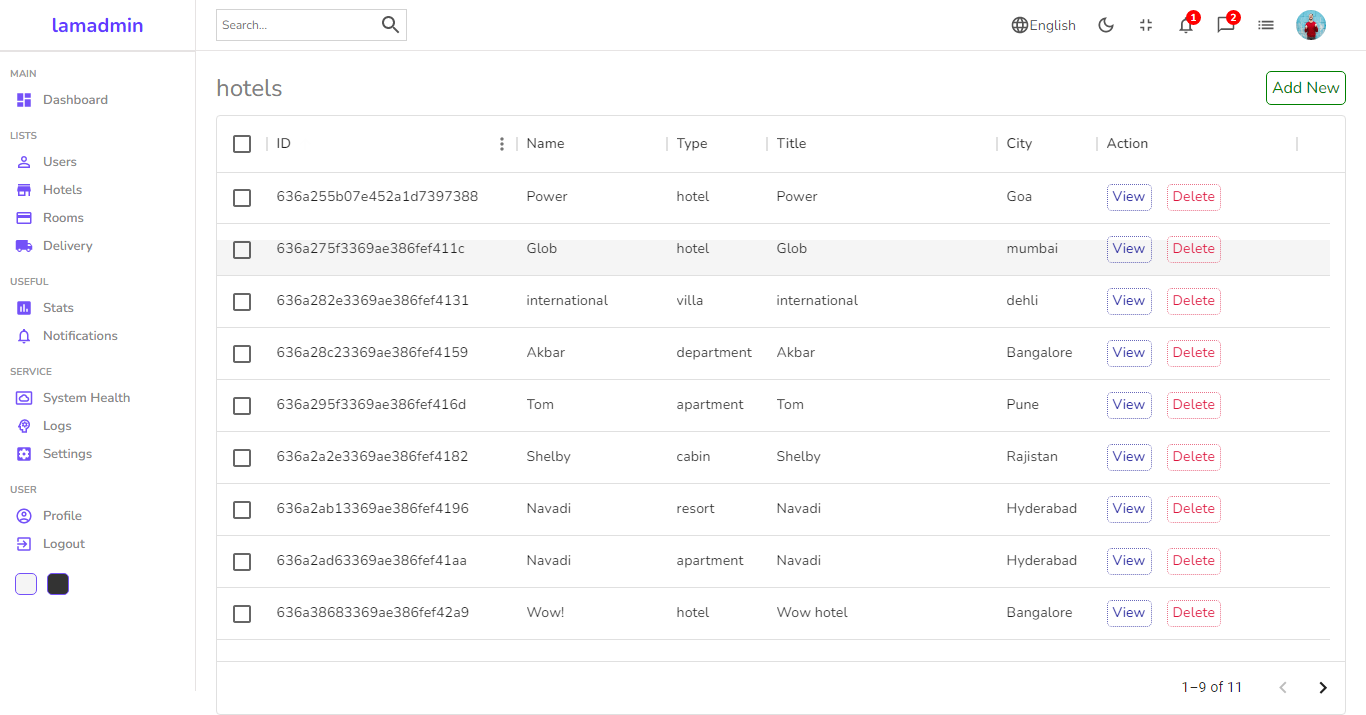 lamadmin
Search...
English
1
2
MAIN
Dashboard
LISTS
Users
Hotels
Rooms
Delivery
USEFUL
Stats
Notifications
SERVICE
System Health
Logs
Settings
USER
Profile
Logout
hotels
Add New
ID Name Type Title City Action
636a255b07e452a1d7397388 Power hotel Power Goa View Delete
636a275f3369ae386fef411c Glob hotel Glob mumbai View Delete
636a282e3369ae386fef4131 international villa international dehli View Delete
636a28c23369ae386fef4159 Akbar department Akbar Bangalore View Delete
636a295f3369ae386fef416d Tom apartment Tom Pune View Delete
636a2a2e3369ae386fef4182 Shelby cabin Shelby Rajistan View Delete
636a2ab13369ae386fef4196 Navadi resort Navadi Hyderabad View Delete
636a2ad63369ae386fef41aa Navadi apartment Navadi Hyderabad View Delete
636a38683369ae386fef42a9 Wow! hotel Wow hotel Bangalore View Delete
1–9 of 11